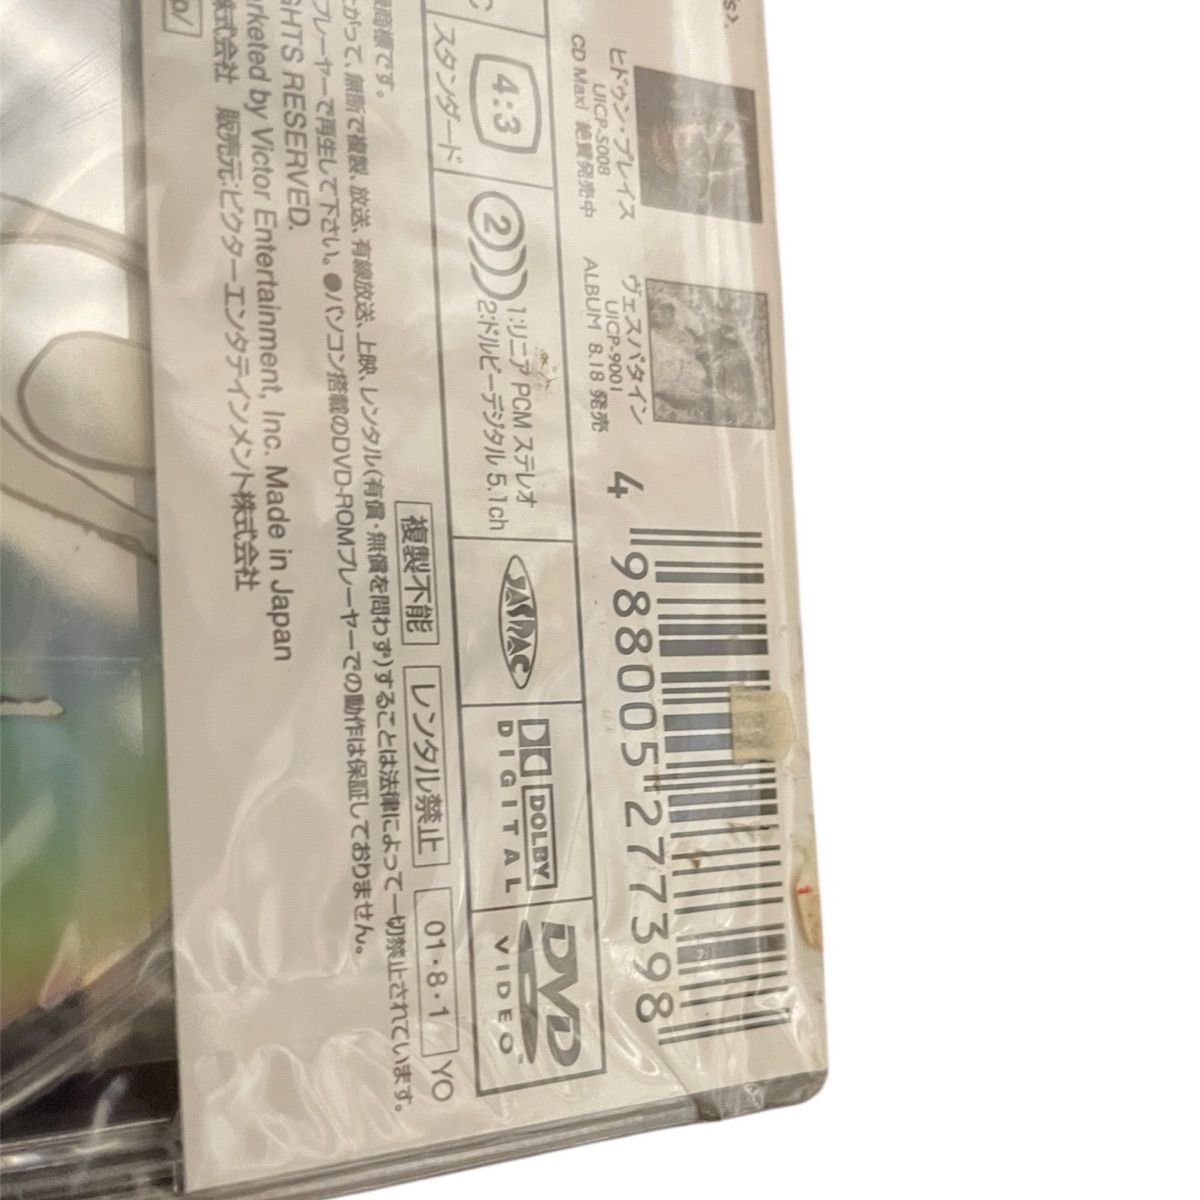 s).
ヒドゥン・プレイス
UICP-5008
CD Maxi 絶賛発売中
ヴェスパタイン
UICP-9001
ALBUM 8.18 発売
4 988005 277398
4:3
スタンダード
2
1:リニア PCM ステレオ
2:ドルビーデジタル 5.1ch
JASRAC
DOLBY
DIGITAL
DVD
VIDEO™
複製不能
レンタル禁止
01・8・1
YO
商標です。
がって、無断で複製、放送、有線放送、上映、レンタル(有償・無償を問わず)することは法律によって一切禁止されています。
プレーヤーで再生して下さい。●パソコン搭載のDVD-ROMプレーヤーでの動作は保証しておりません。
GHTS RESERVED.
arketed by Victor Entertainment, Inc. Made in Japan
株式会社 販売元:ビクターエンタテインメント株式会社
p/